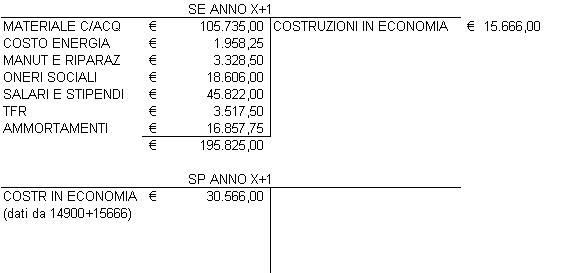 SE ANNO X+1
MATERIALE C/ACQ € 105.735,00 COSTRUZIONI IN ECONOMIA € 15.666,00
COSTO ENERGIA € 1.958,25
MANUT E RIPARAZ € 3.328,50
ONERI SOCIALI € 18.606,00
SALARI E STIPENDI € 45.822,00
TFR € 3.517,50
AMMORTAMENTI € 16.857,75
€ 195.825,00
SP ANNO X+1
COSTR IN ECONOMIA € 30.566,00
(dati da 14900+15666)